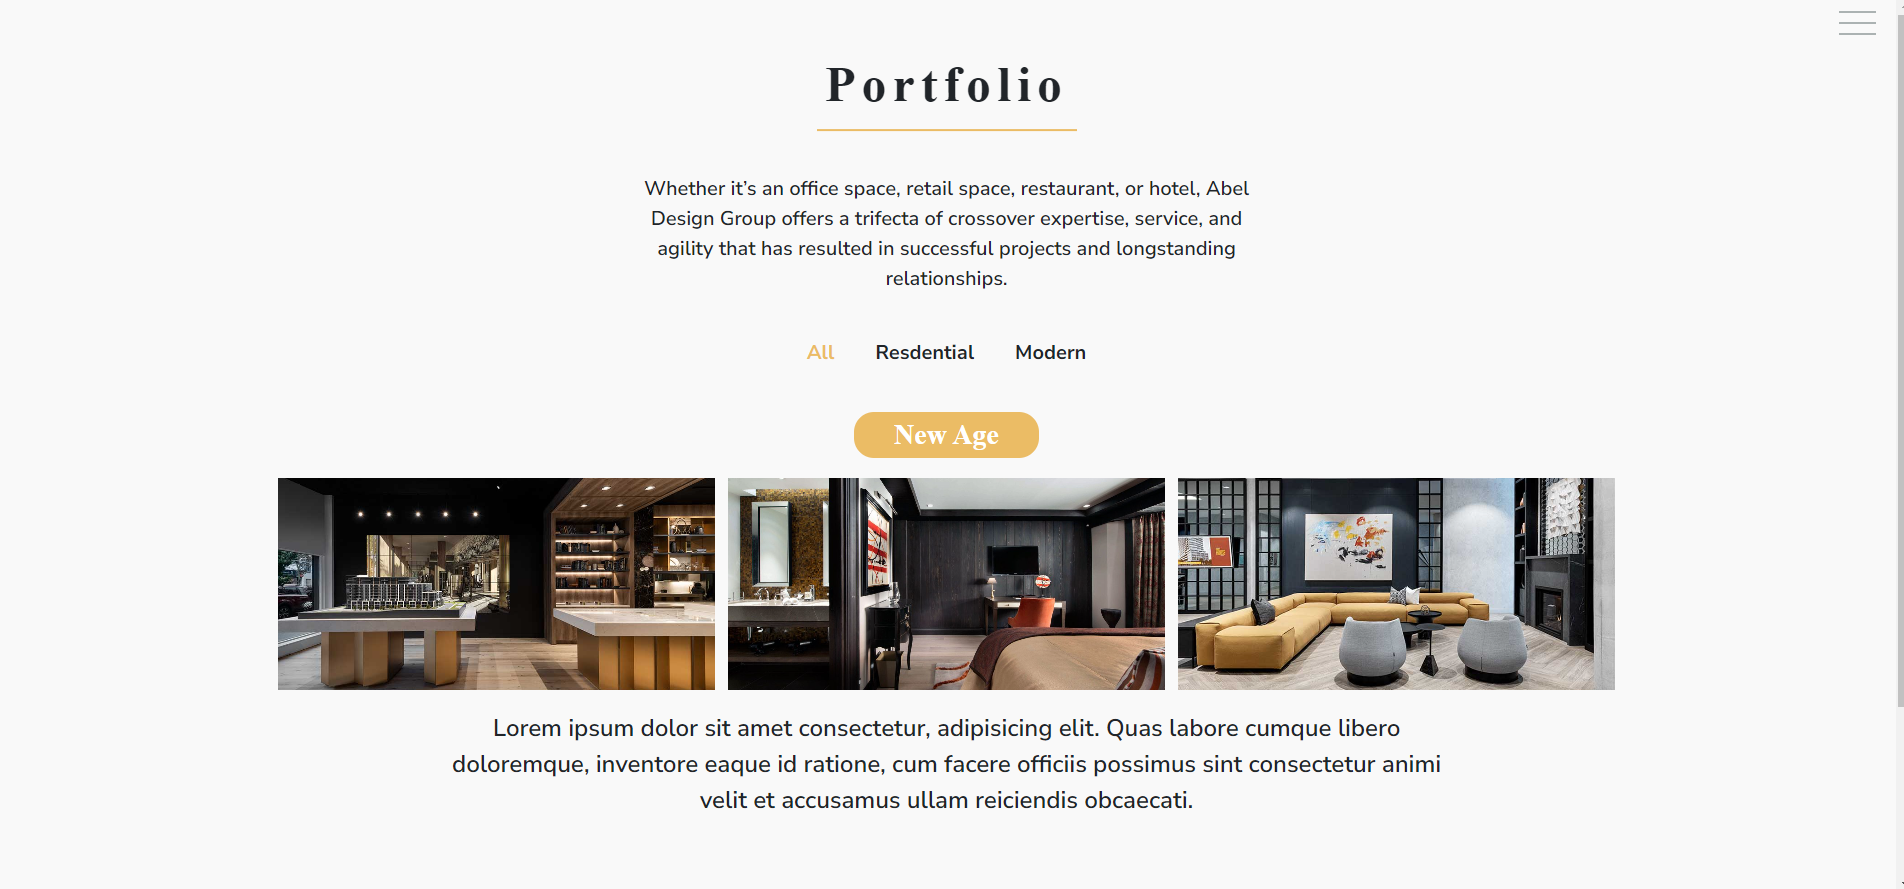 Portfolio
Whether it’s an office space, retail space, restaurant, or hotel, Abel
Design Group offers a trifecta of crossover expertise, service, and
agility that has resulted in successful projects and longstanding
relationships.
All Resdential Modern
New Age
Lorem ipsum dolor sit amet consectetur, adipisicing elit. Quas labore cumque libero
doloremque, inventore eaque id ratione, cum facere officiis possimus sint consectetur animi
velit et accusamus ullam reiciendis obcaecati.